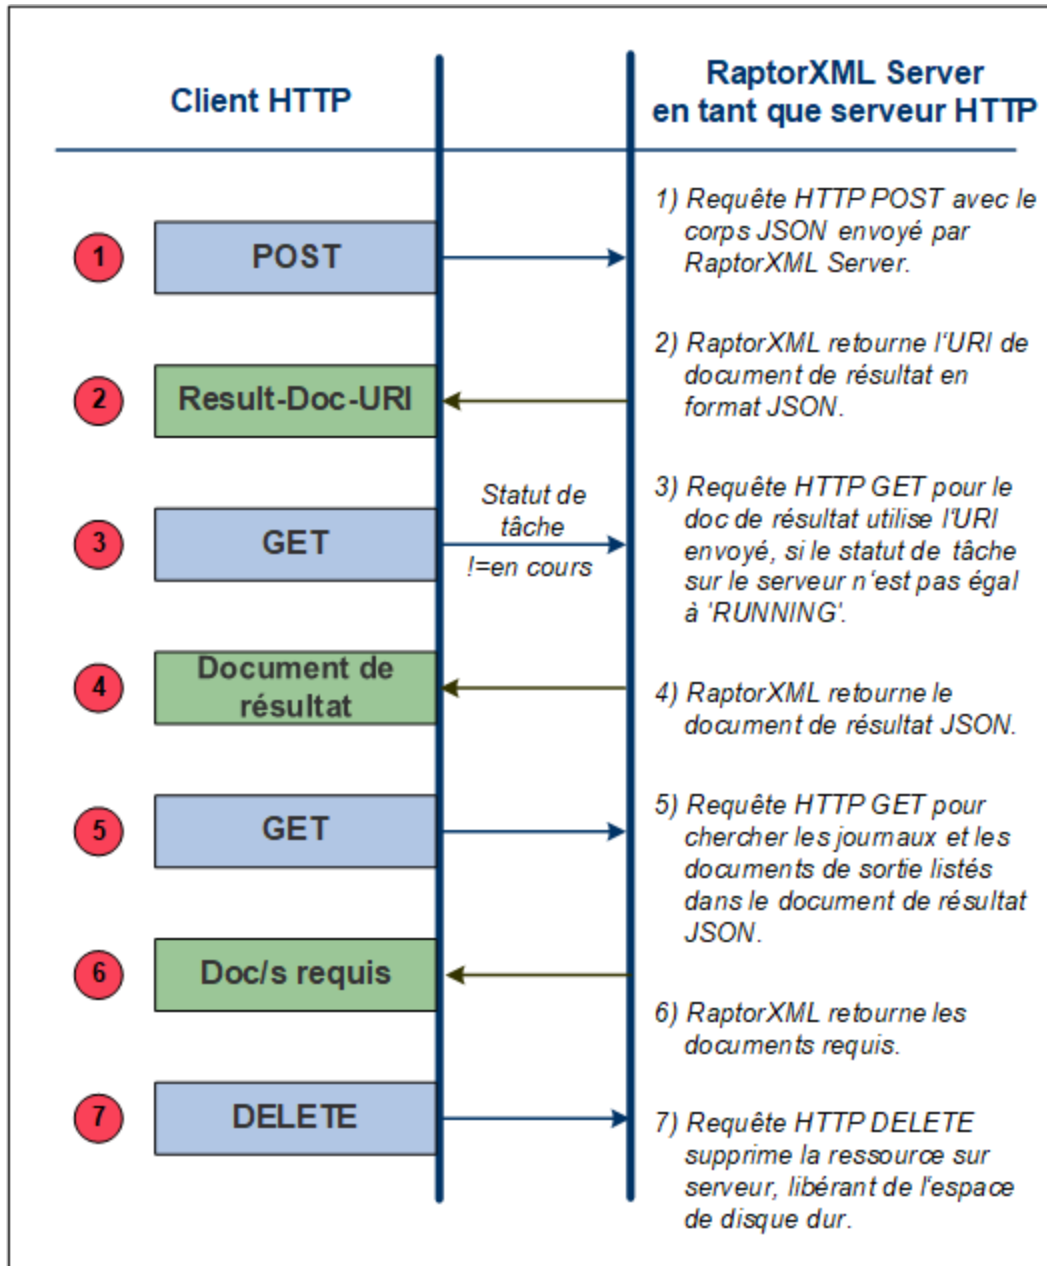 Client HTTP
RaptorXML Server
en tant que serveur HTTP
1
POST
1) Requête HTTP POST avec le
corps JSON envoyé par
RaptorXML Server.
2
Result-Doc-URI
2) RaptorXML retourne l'URI de
document de résultat en
format JSON.
3
GET
Statut de
tâche
!=en cours
3) Requête HTTP GET pour le
doc de résultat utilise l'URI
envoyé, si le statut de tâche
sur le serveur n'est pas égal
à 'RUNNING'.
4
Document de
résultat
4) RaptorXML retourne le
document de résultat JSON.
5
GET
5) Requête HTTP GET pour
chercher les journaux et les
documents de sortie listés
dans le document de résultat
JSON.
6
Doc/s requis
6) RaptorXML retourne les
documents requis.
7
DELETE
7) Requête HTTP DELETE
supprime la ressource sur
serveur, libérant de l'espace
de disque dur.